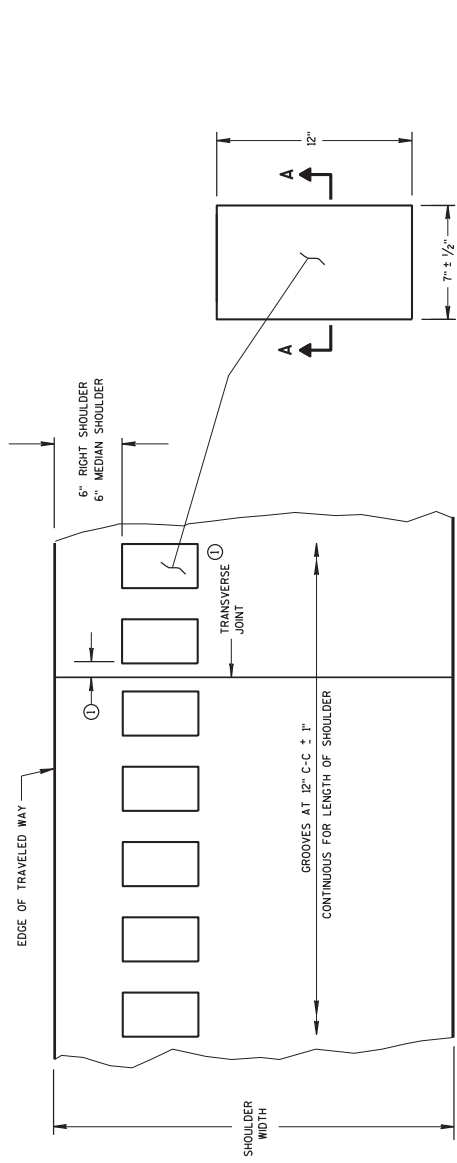 EDGE OF TRAVELED WAY
6" RIGHT SHOULDER
6" MEDIAN SHOULDER
①
①
TRANSVERSE
JOINT
GROOVES AT 12" C-C ± 1"
CONTINUOUS FOR LENGTH OF SHOULDER
SHOULDER
WIDTH
12"
A
A
7" ± ½"